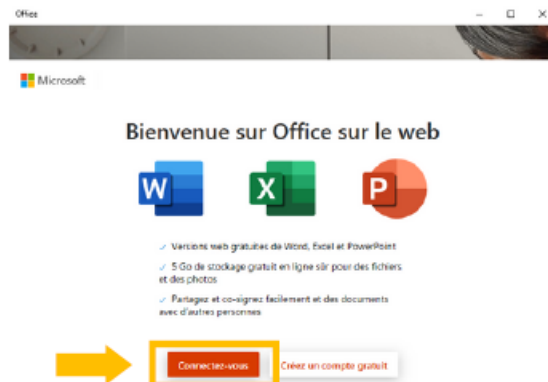 Office
Microsoft
Bienvenue sur Office sur le web
W X P
✓ Versions web gratuites de Word, Excel et PowerPoint
✓ 5 Go de stockage gratuit en ligne sûr pour des fichiers
et des photos
✓ Partagez et co-signez facilement et des documents
avec d'autres personnes
Connectez-vous Créez un compte gratuit